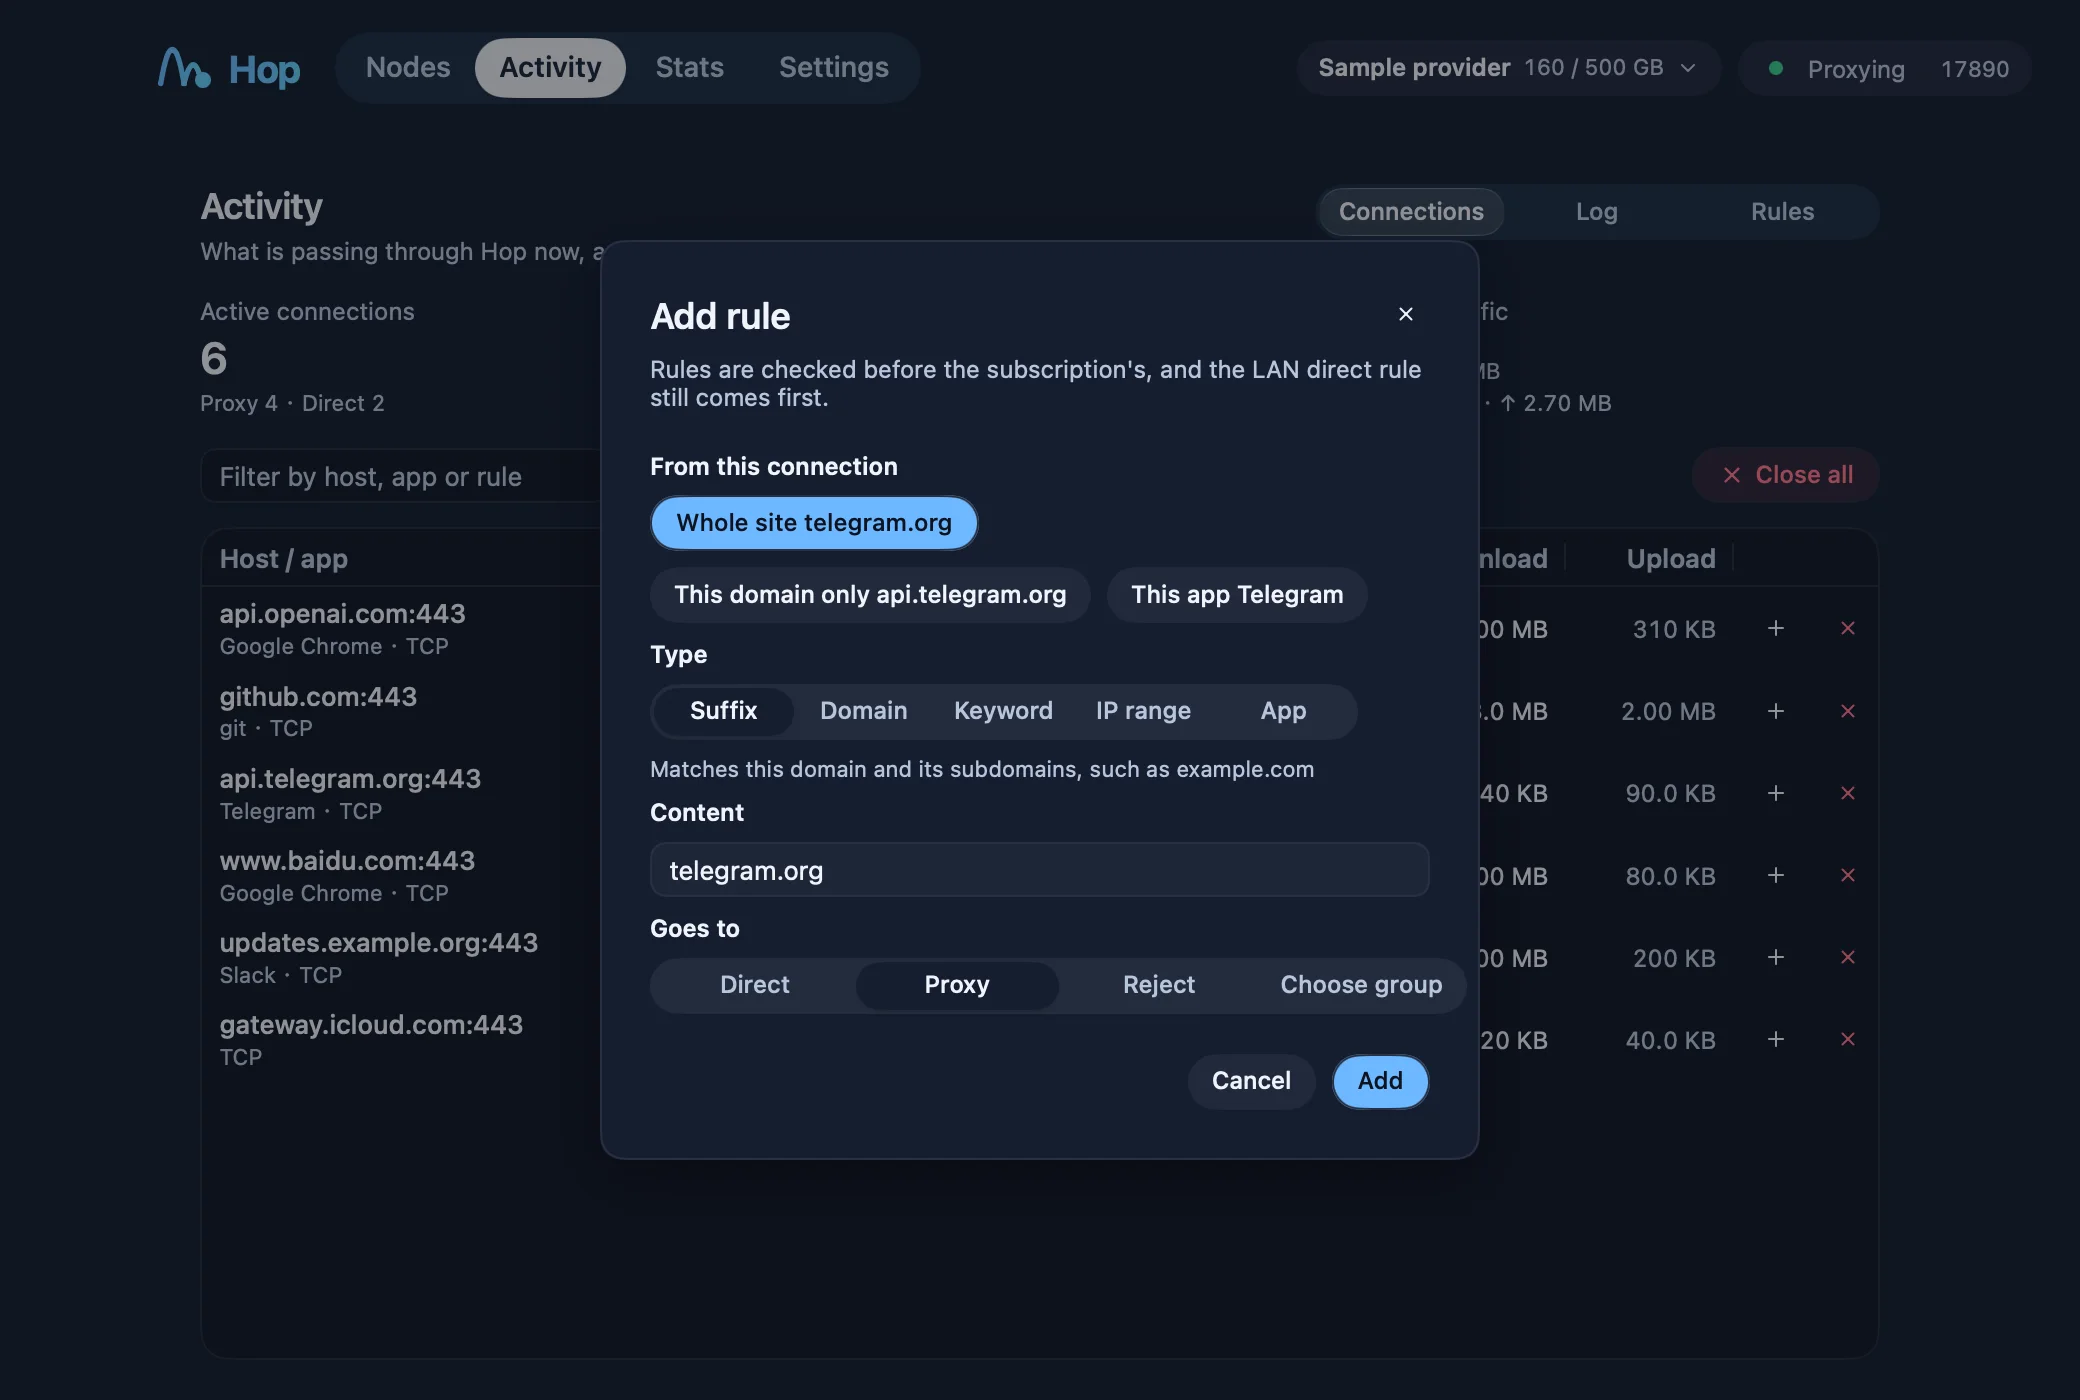 Hop
Nodes
Activity
Stats
Settings
Sample provider 160 / 500 GB
Proxying 17890
Activity
Connections
Log
Rules
What is passing through Hop now,
Active connections
6
Proxy 4 · Direct 2
MB
· ↑ 2.70 MB
Filter by host, app or rule
× Close all
Host / app
Upload
api.openai.com:443
Google Chrome · TCP
310 KB
+ ×
github.com:443
git · TCP
2.00 MB
+ ×
api.telegram.org:443
Telegram · TCP
40 KB
90.0 KB
+ ×
www.baidu.com:443
Google Chrome · TCP
00 MB
80.0 KB
+ ×
updates.example.org:443
Slack · TCP
00 MB
200 KB
+ ×
gateway.icloud.com:443
TCP
20 KB
40.0 KB
+ ×
Add rule
×
Rules are checked before the subscription's, and the LAN direct rule
still comes first.
From this connection
Whole site telegram.org
This domain only api.telegram.org
This app Telegram
Type
Suffix
Domain
Keyword
IP range
App
Matches this domain and its subdomains, such as example.com
Content
telegram.org
Goes to
Direct
Proxy
Reject
Choose group
Cancel
Add